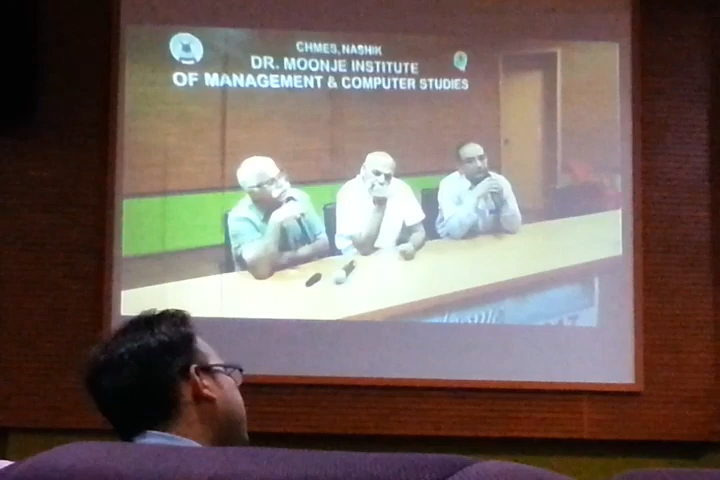 CHMES, NASHIK
DR. MOONJE INSTITUTE
OF MANAGEMENT & COMPUTER STUDIES